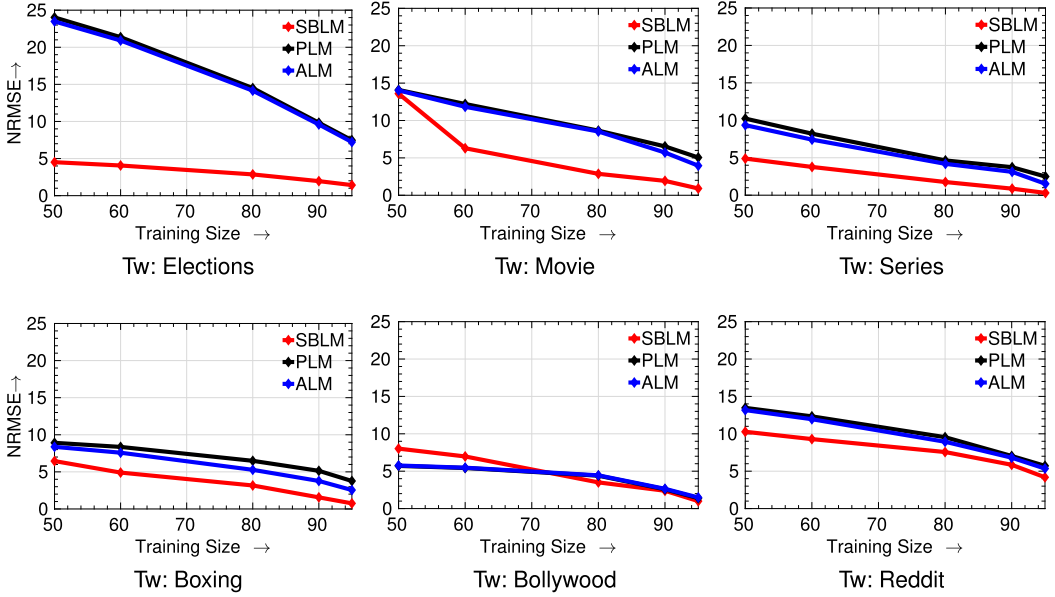 25
20
15
10
5
0
NRMSE→
SBLM
PLM
ALM
50 60 70 80 90
Training Size →
Tw: Elections
25
20
15
10
5
0
SBLM
PLM
ALM
50 60 70 80 90
Training Size →
Tw: Movie
25
20
15
10
5
0
SBLM
PLM
ALM
50 60 70 80 90
Training Size →
Tw: Series
25
20
15
10
5
0
NRMSE→
SBLM
PLM
ALM
50 60 70 80 90
Training Size →
Tw: Boxing
25
20
15
10
5
0
SBLM
PLM
ALM
50 60 70 80 90
Training Size →
Tw: Bollywood
25
20
15
10
5
0
SBLM
PLM
ALM
50 60 70 80 90
Training Size →
Tw: Reddit